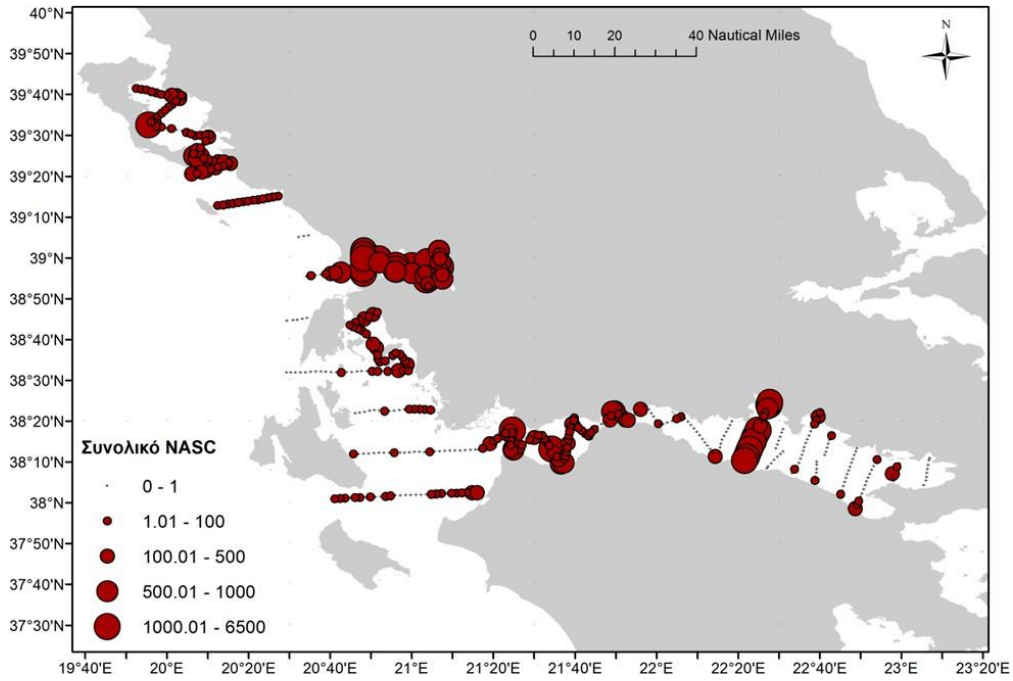 40°N
39°50'N
39°40'N
39°30'N
39°20'N
39°10'N
39°N
38°50'N
38°40'N
38°30'N
38°20'N
38°10'N
38°N
37°50'N
37°40'N
37°30'N
0 10 20 40 Nautical Miles
N
Συνολικό NASC
0 - 1
1.01 - 100
100.01 - 500
500.01 - 1000
1000.01 - 6500
19°40'E 20°E 20°20'E 20°40'E 21°E 21°20'E 21°40'E 22°E 22°20'E 22°40'E 23°E 23°20'E